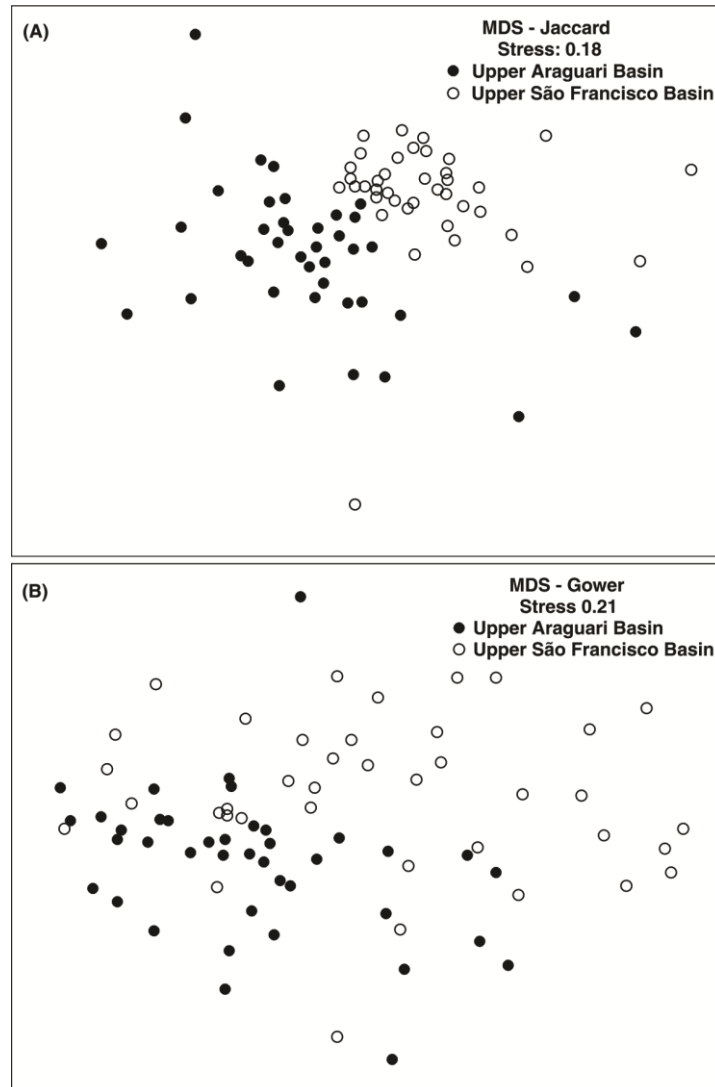 (A)
MDS - Jaccard
Stress: 0.18
Upper Araguari Basin
Upper São Francisco Basin
(B)
MDS - Gower
Stress 0.21
Upper Araguari Basin
Upper São Francisco Basin